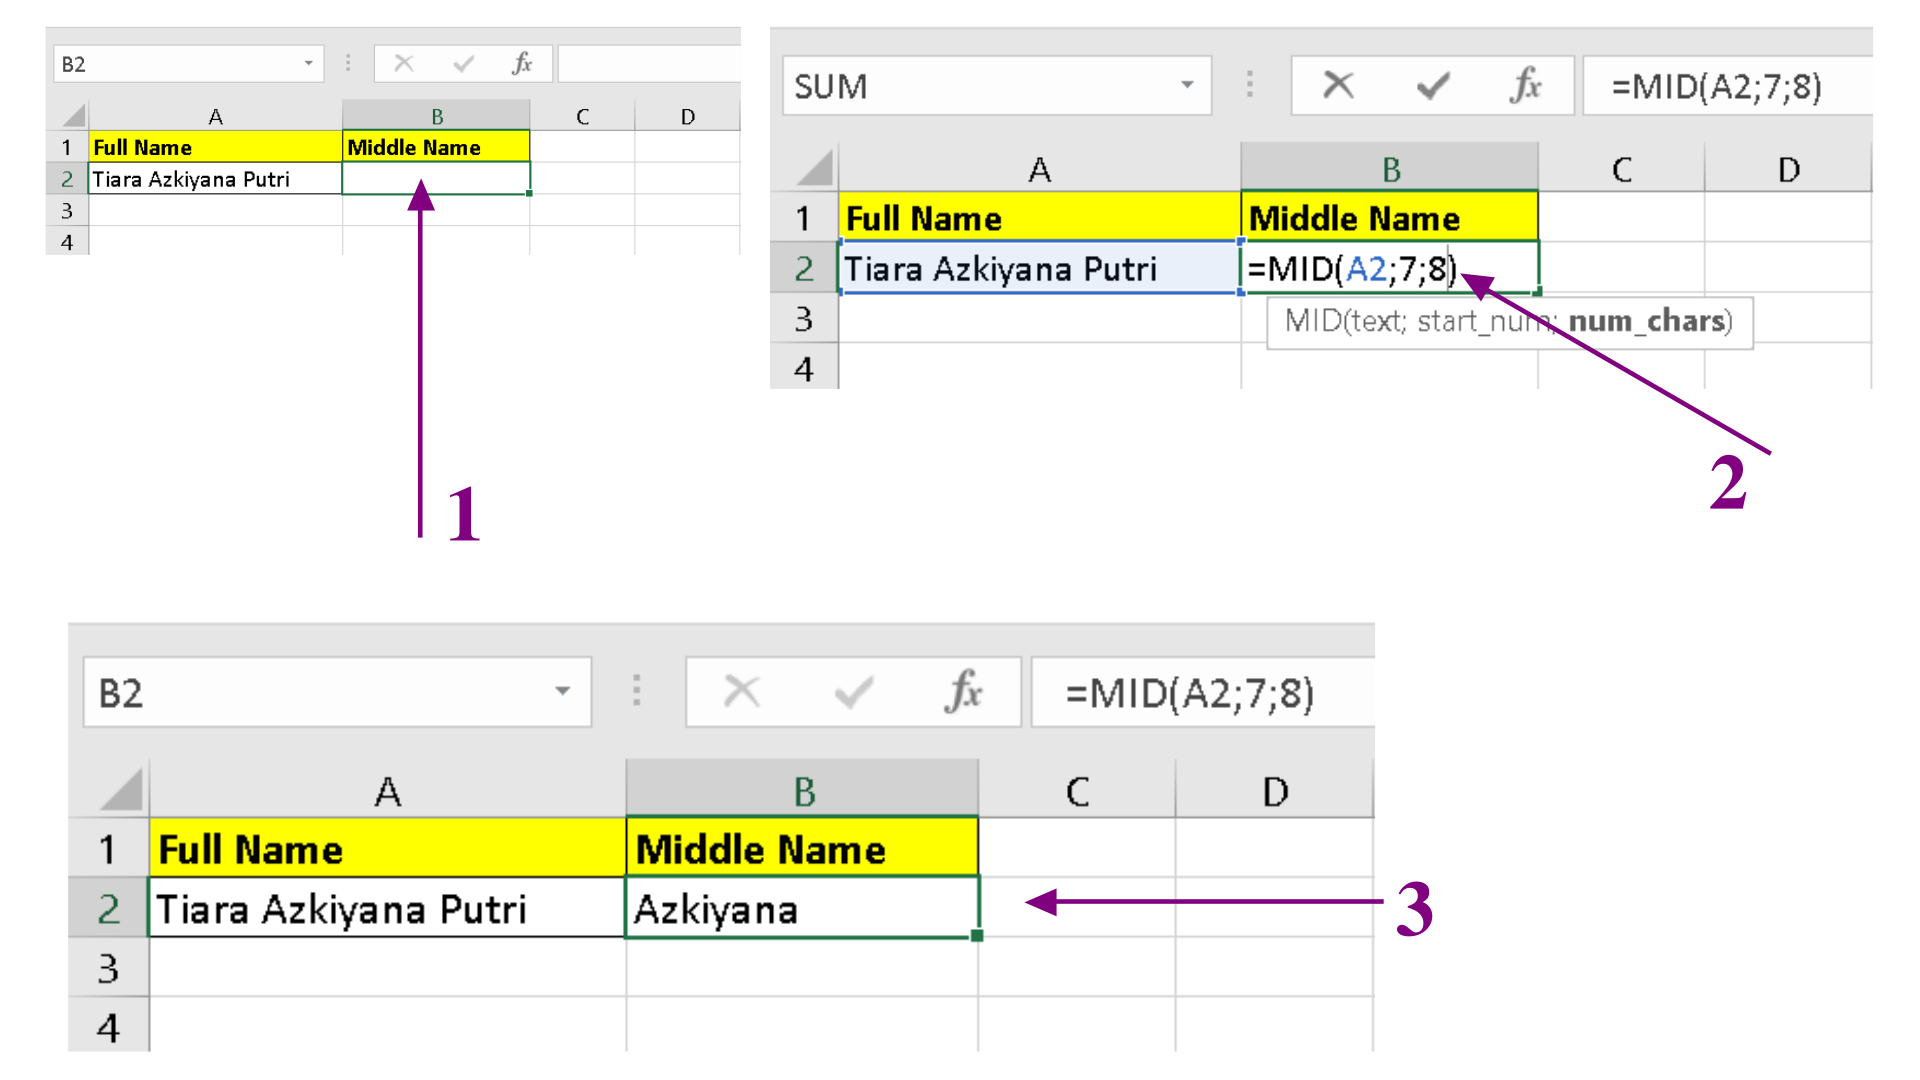 B2 fx
A B C D
1 Full Name Middle Name
2 Tiara Azkiyana Putri
3
4
1
SUM fx =MID(A2;7;8)
A B C D
1 Full Name Middle Name
2 Tiara Azkiyana Putri =MID(A2;7;8)
3 MID(text; start_num; num_chars)
4
2
B2 fx =MID(A2;7;8)
A B C D
1 Full Name Middle Name
2 Tiara Azkiyana Putri Azkiyana
3
3
4